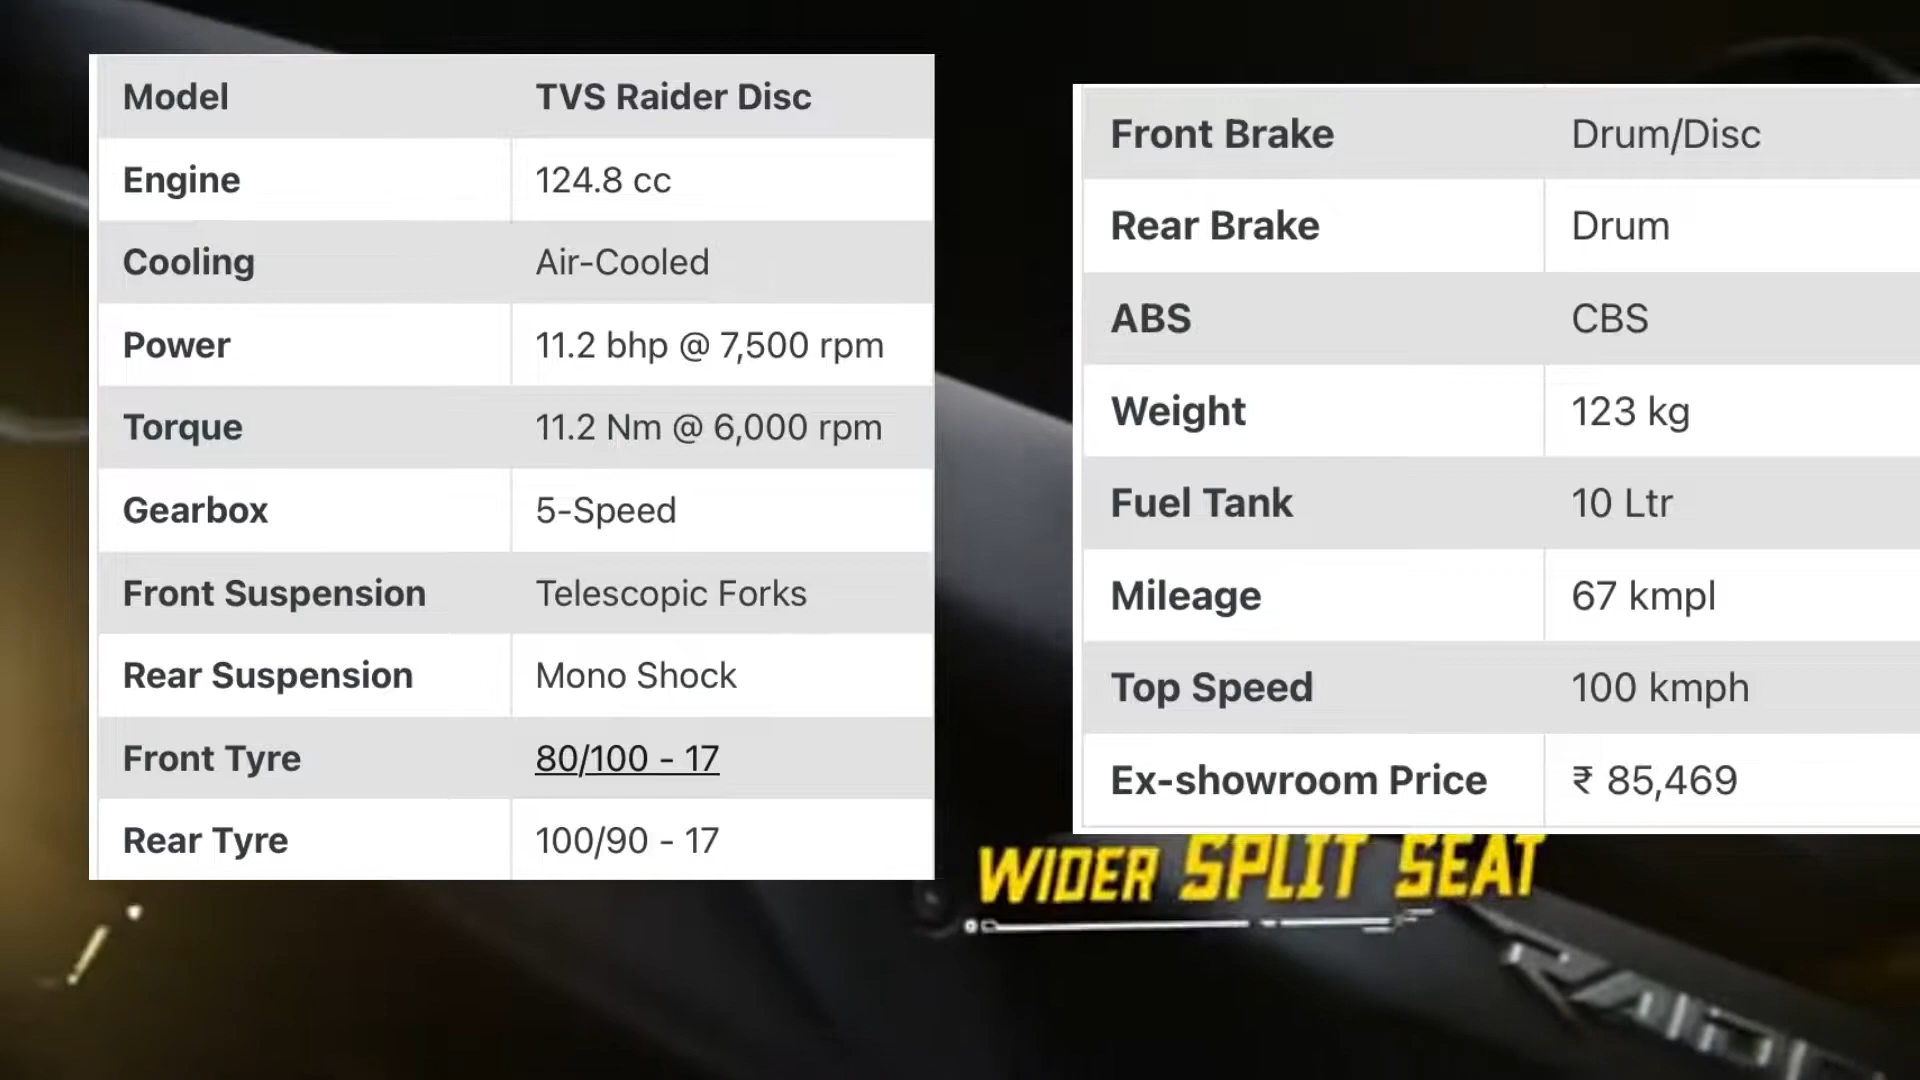 Model TVS Raider Disc
Engine 124.8 cc
Cooling Air-Cooled
Power 11.2 bhp @ 7,500 rpm
Torque 11.2 Nm @ 6,000 rpm
Gearbox 5-Speed
Front Suspension Telescopic Forks
Rear Suspension Mono Shock
Front Tyre 80/100 - 17
Rear Tyre 100/90 - 17
Front Brake Drum/Disc
Rear Brake Drum
ABS CBS
Weight 123 kg
Fuel Tank 10 Ltr
Mileage 67 kmpl
Top Speed 100 kmph
Ex-showroom Price ₹ 85,469
WIDER SPLIT SEAT